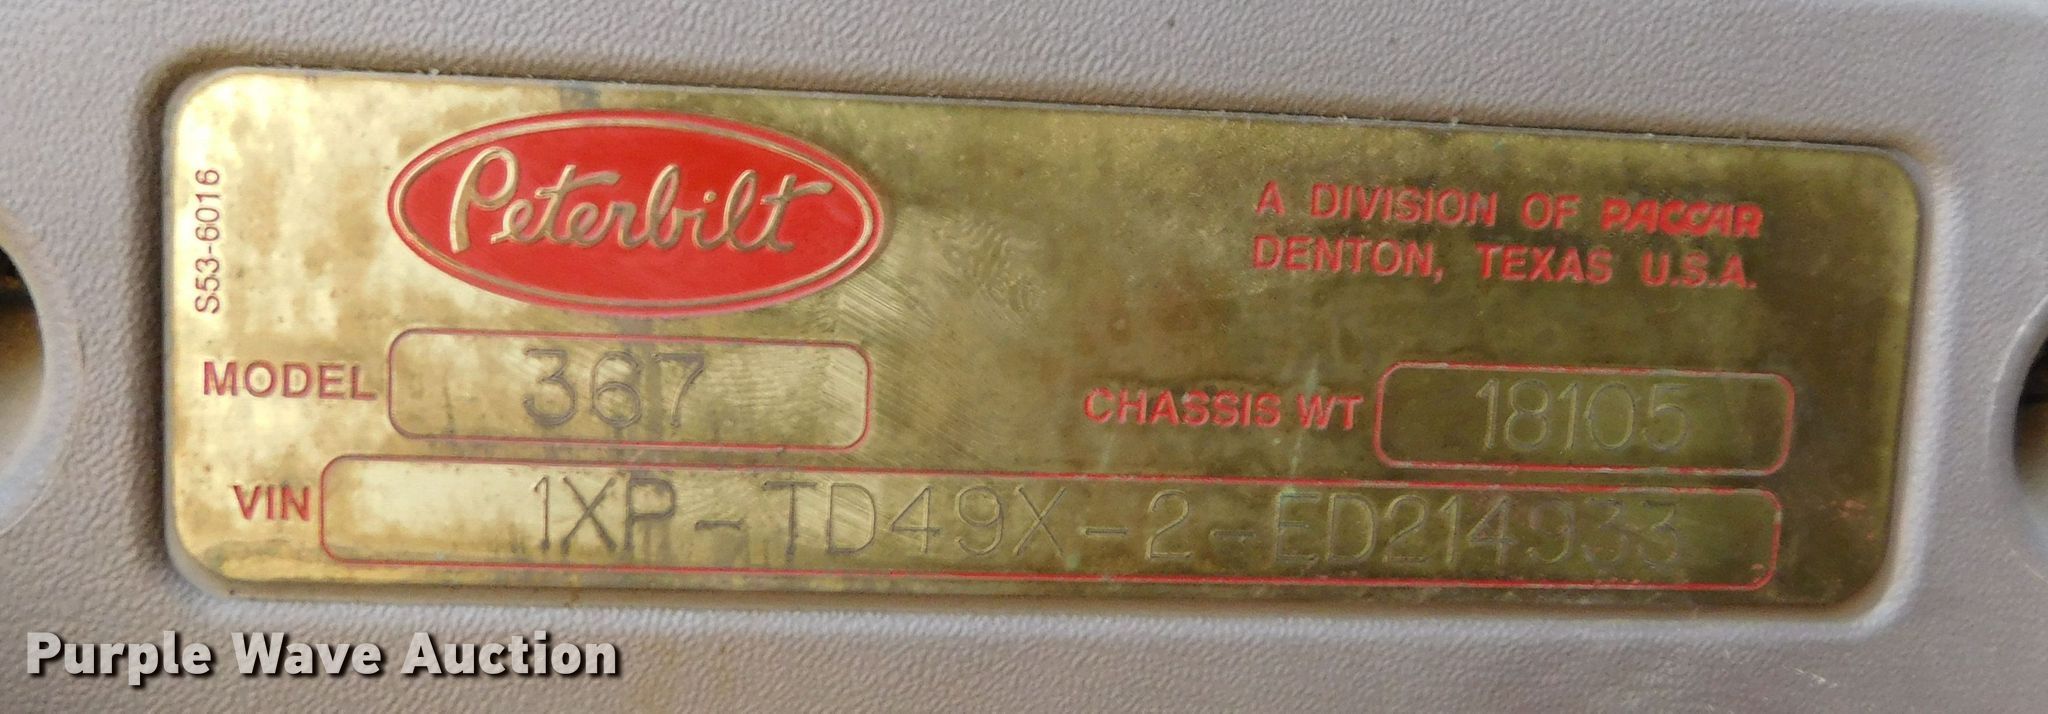 S53-6016
Peterbilt
A DIVISION OF PACCAR
DENTON, TEXAS U.S.A.
MODEL 367
CHASSIS WT 18105
VIN 1XP-TD49X-2-ED214933
Purple Wave Auction